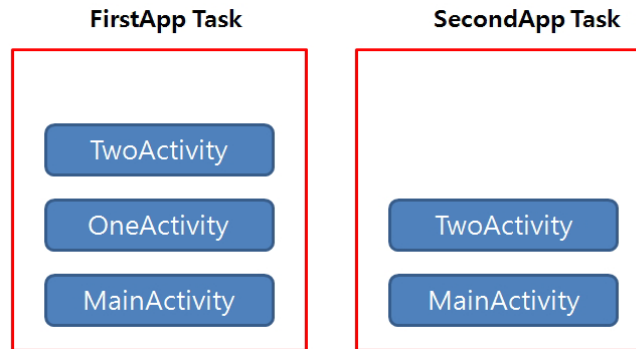 FirstApp Task
TwoActivity
OneActivity
MainActivity
SecondApp Task
TwoActivity
MainActivity